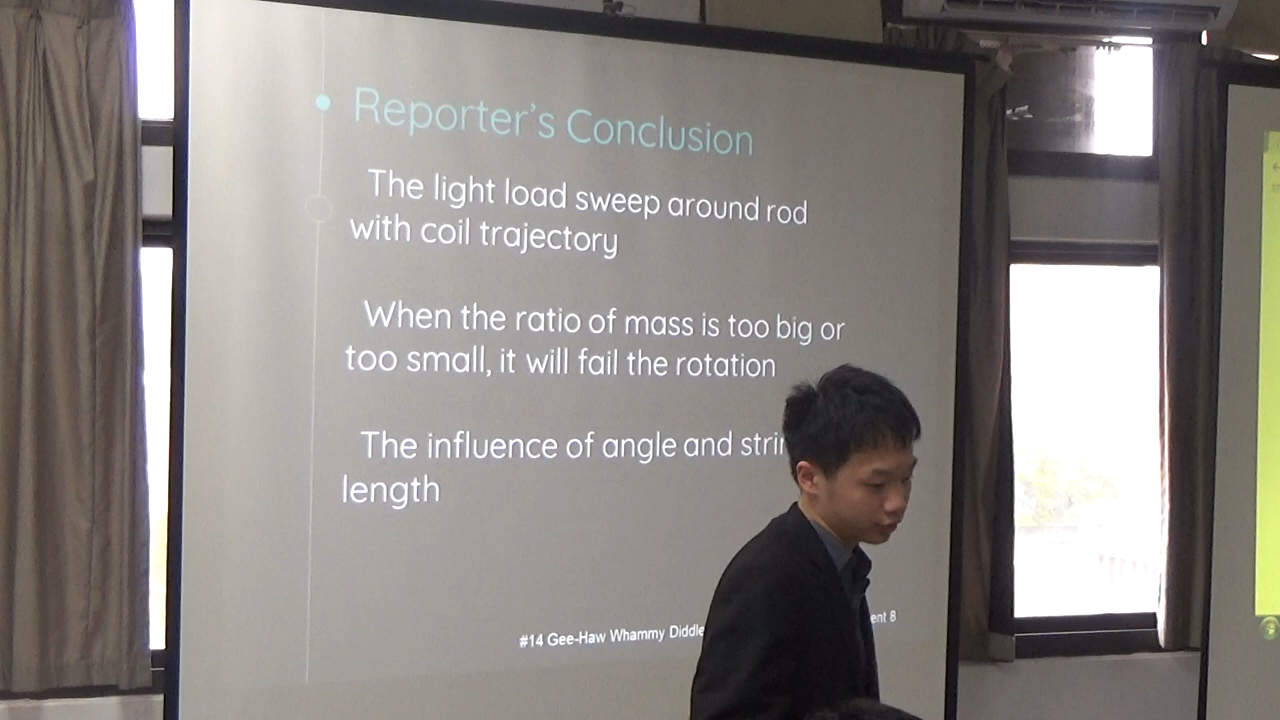 Reporter's Conclusion
The light load sweep around rod
with coil trajectory
When the ratio of mass is too big or
too small, it will fail the rotation
The influence of angle and
length
#14 Gee-Haw Whammy Diddle 8